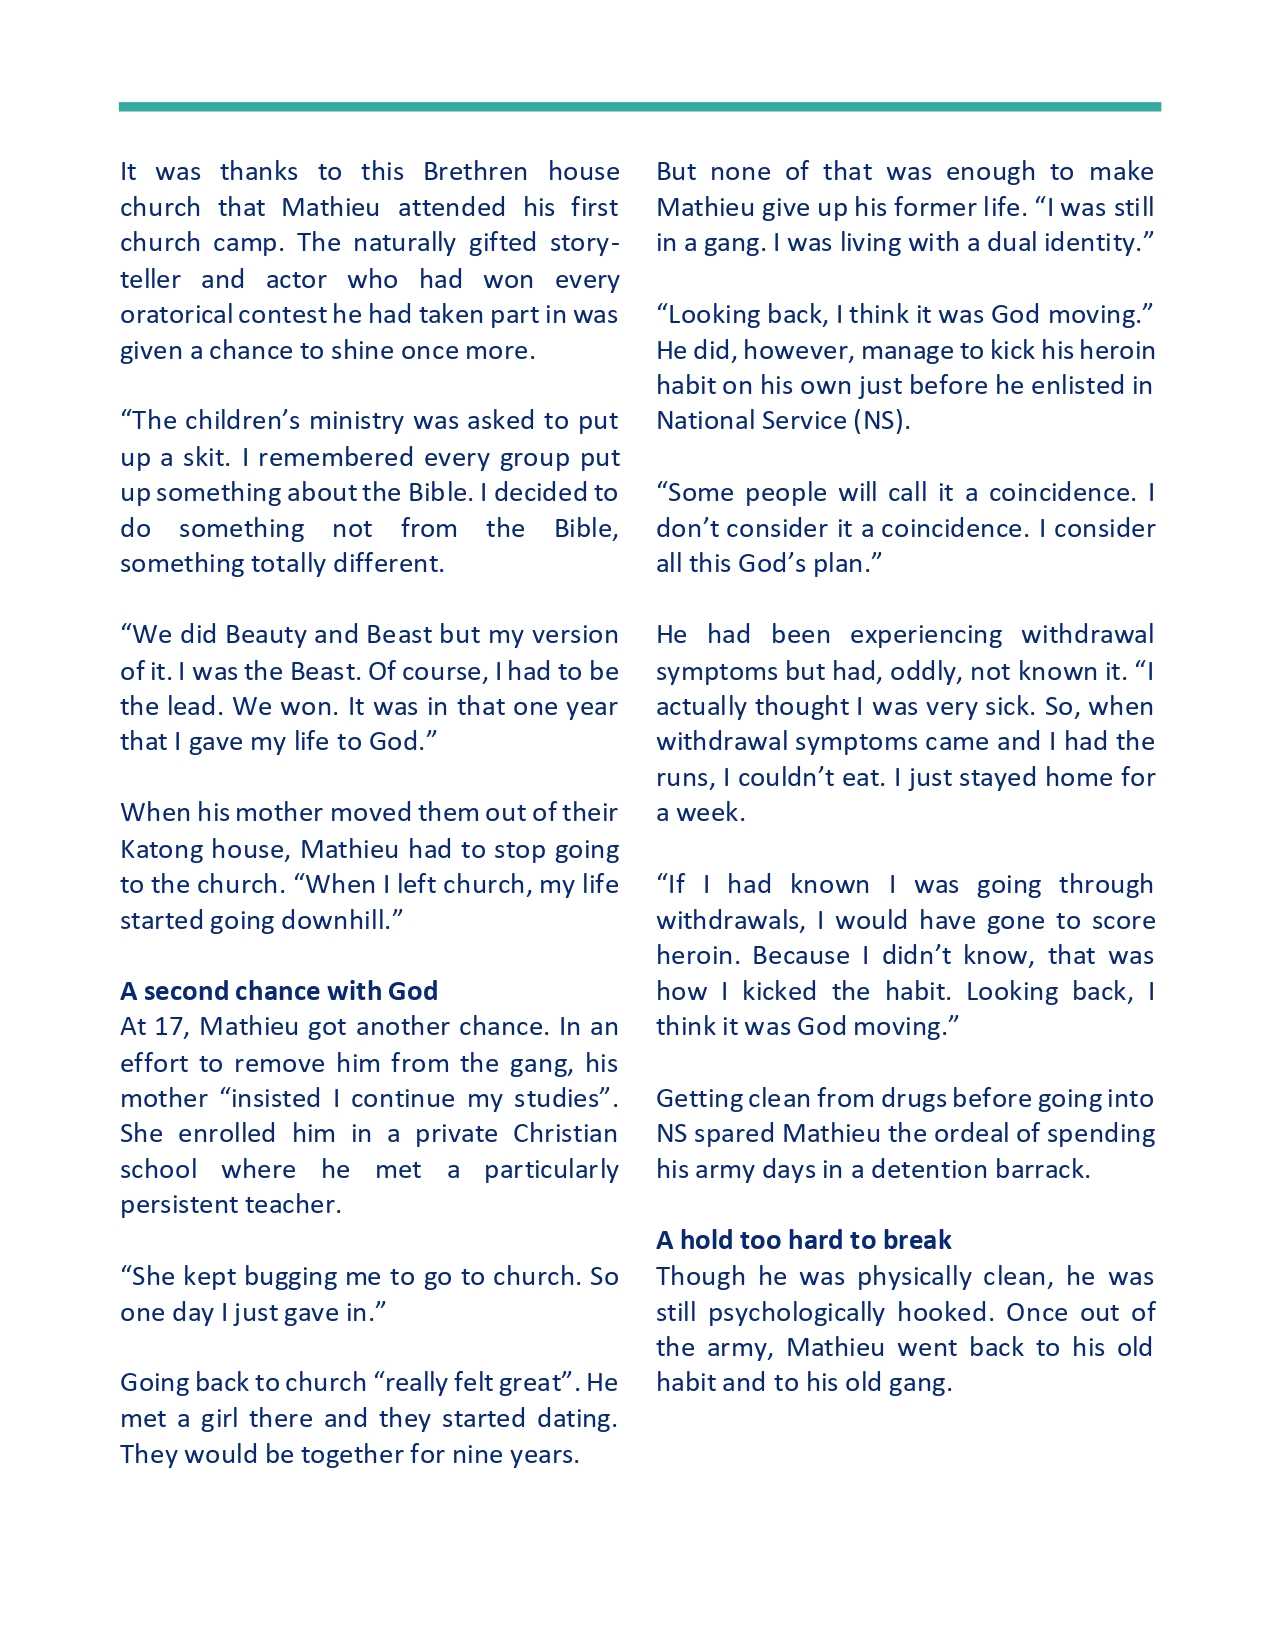 It was thanks to this Brethren house
church that Mathieu attended his first
church camp. The naturally gifted story-
teller and actor who had won every
oratorical contest he had taken part in was
given a chance to shine once more.
“The children’s ministry was asked to put
up a skit. I remembered every group put
up something about the Bible. I decided to
do something not from the Bible,
something totally different.
“We did Beauty and Beast but my version
of it. I was the Beast. Of course, I had to be
the lead. We won. It was in that one year
that I gave my life to God.”
When his mother moved them out of their
Katong house, Mathieu had to stop going
to the church. “When I left church, my life
started going downhill.”
A second chance with God
At 17, Mathieu got another chance. In an
effort to remove him from the gang, his
mother “insisted I continue my studies”.
She enrolled him in a private Christian
school where he met a particularly
persistent teacher.
“She kept bugging me to go to church. So
one day I just gave in.”
Going back to church “really felt great”. He
met a girl there and they started dating.
They would be together for nine years.
But none of that was enough to make
Mathieu give up his former life. “I was still
in a gang. I was living with a dual identity.”
“Looking back, I think it was God moving.”
He did, however, manage to kick his heroin
habit on his own just before he enlisted in
National Service (NS).
“Some people will call it a coincidence. I
don’t consider it a coincidence. I consider
all this God’s plan.”
He had been experiencing withdrawal
symptoms but had, oddly, not known it. “I
actually thought I was very sick. So, when
withdrawal symptoms came and I had the
runs, I couldn’t eat. I just stayed home for
a week.
“If I had known I was going through
withdrawals, I would have gone to score
heroin. Because I didn’t know, that was
how I kicked the habit. Looking back, I
think it was God moving.”
Getting clean from drugs before going into
NS spared Mathieu the ordeal of spending
his army days in a detention barrack.
A hold too hard to break
Though he was physically clean, he was
still psychologically hooked. Once out of
the army, Mathieu went back to his old
habit and to his old gang.